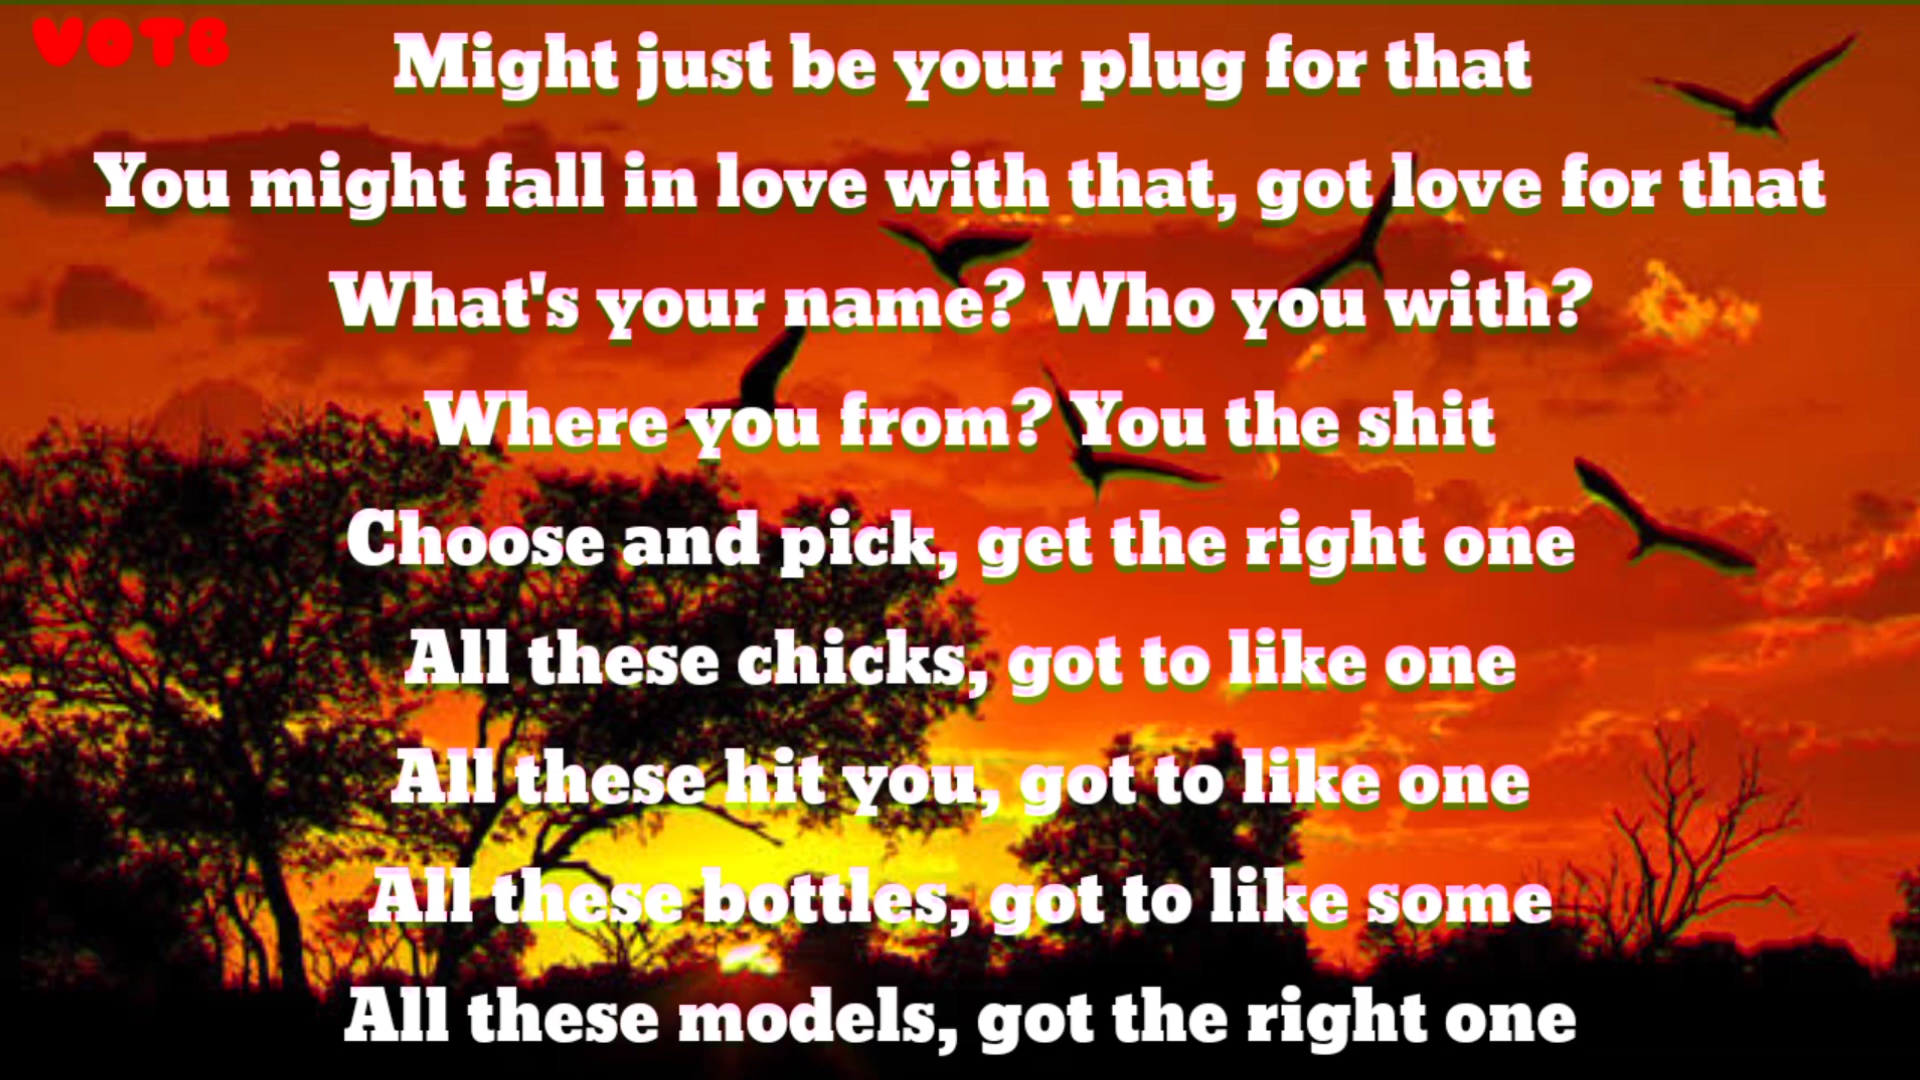 VOTB
Might just be your plug for that
You might fall in love with that, got love for that
What's your name? Who you with?
Where you from? You the shit
Choose and pick, get the right one
All these chicks, got to like one
All these hit you, got to like one
All these bottles, got to like some
All these models, got the right one